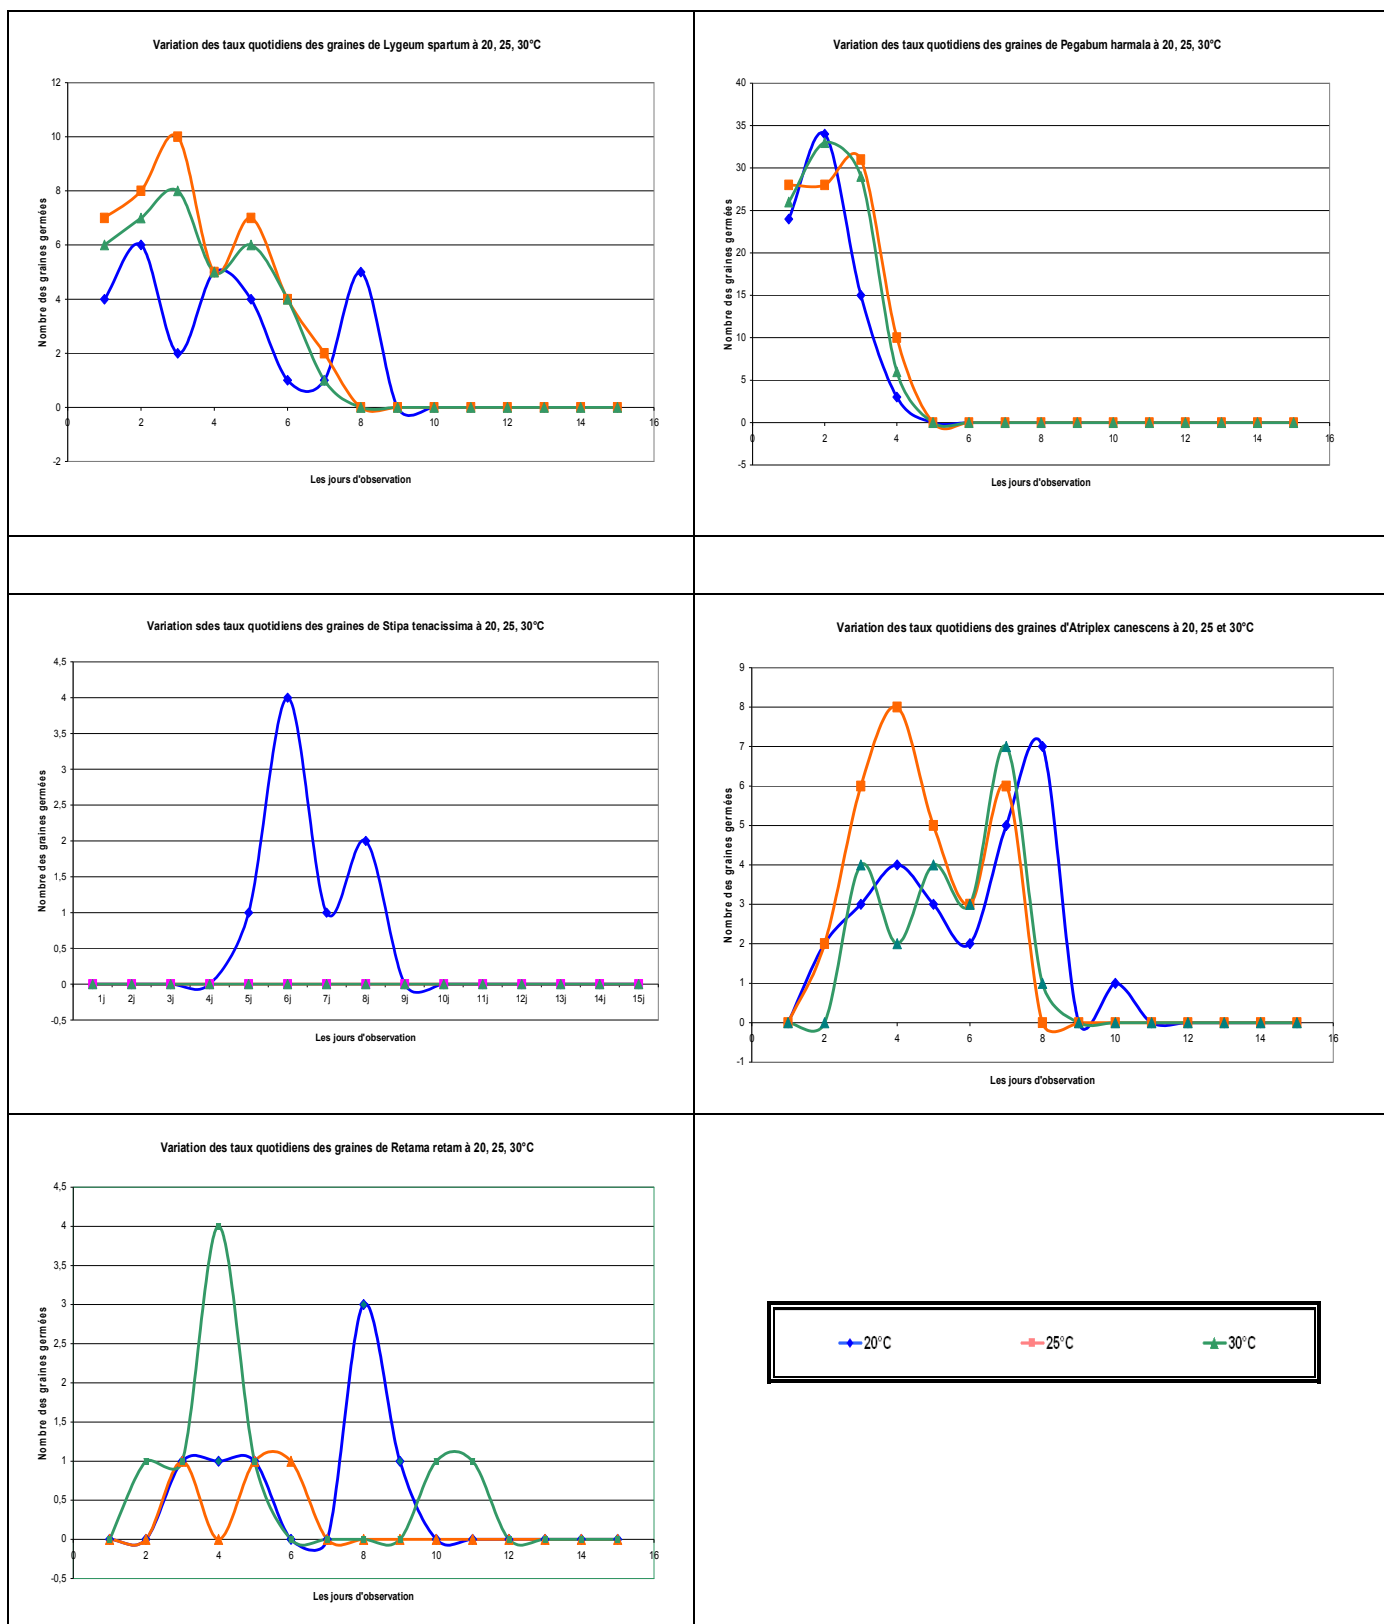 Variation des taux quotidiens des graines de Lygeum spartum à 20, 25, 30°C
12
10
8
6
4
2
0
-2
0 2 4 6 8 10 12 14 16
Nombre des graines germées
Les jours d'observation
Variation des taux quotidiens des graines de Pegabum harmala à 20, 25, 30°C
40
35
30
25
20
15
10
5
0
-5
0 2 4 6 8 10 12 14 16
Nombre des graines germées
Les jours d'observation
Variation sdes taux quotidiens des graines de Stipa tenacissima à 20, 25, 30°C
4,5
4
3,5
3
2,5
2
1,5
1
0,5
0
-0,5
1j 2j 3j 4j 5j 6j 7j 8j 9j 10j 11j 12j 13j 14j 15j
Nombre des graines germées
Les jours d'observation
Variation des taux quotidiens des graines d'Atriplex canescens à 20, 25 et 30°C
9
8
7
6
5
4
3
2
1
0
-1
0 2 4 6 8 10 12 14 16
Nombre des graines germées
Les jours d'observation
Variation des taux quotidiens des graines de Retama retam à 20, 25, 30°C
4,5
4
3,5
3
2,5
2
1,5
1
0,5
0
-0,5
0 2 4 6 8 10 12 14 16
Nombre des graines germées
Les jours d'observation
20°C 25°C 30°C